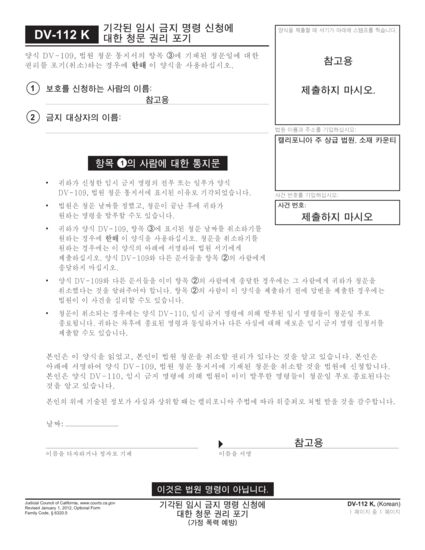 DV-112 K
기각된 임시 금지 명령 신청에
대한 청문 권리 포기
양식을 제출할 때 서기가 아래에 스탬프를 찍습니다.
참고용
제출하지 마시오.
양식 DV-109, 법원 청문 통지서의 항목 ③에 기재된 청문일에 대한
권리를 포기(취소)하는 경우에 한해 이 양식을 사용하십시오.
① 보호를 신청하는 사람의 이름:
참고용
② 금지 대상자의 이름:
법원 이름과 주소를 기입하십시오:
캘리포니아 주 상급 법원, 소재 카운티
항목 ❶의 사람에 대한 통지문
사건 번호를 기입하십시오:
사건 번호:
제출하지 마시오
• 귀하가 신청한 임시 금지 명령의 전부 또는 일부가 양식
DV-109, 법원 청문 통지서에 표시된 이유로 기각되었습니다.
• 법원은 청문 날짜를 정했고, 청문이 끝난 후에 귀하가
원하는 명령을 발부할 수도 있습니다.
• 귀하가 양식 DV-109, 항목 ③에 표시된 청문 날짜를 취소하기를
원하는 경우에 한해 이 양식을 사용하십시오. 청문을 취소하기를
원하는 경우에는 이 양식의 아래에 서명하여 법원 서기에게
제출하십시오. 양식 DV-109와 다른 문서들을 항목 ②의 사람에게
송달하지 마십시오.
• 양식 DV-109와 다른 문서들을 이미 항목 ②의 사람에게 송달한 경우에는 그 사람에게 귀하가 청문을
취소했다는 것을 알려주어야 합니다. 항목 ②의 사람이 이 양식을 제출하기 전에 답변을 제출한 경우에는
법원이 이 사건을 심리할 수도 있습니다.
• 청문이 취소되는 경우에는 양식 DV-110, 임시 금지 명령에 의해 발부된 임시 명령들이 청문일 부로
종료됩니다. 귀하는 차후에 종료된 명령과 동일하거나 다른 사실에 대해 새로운 임시 금지 명령 신청서를
제출할 수도 있습니다.
본인은 이 양식을 읽었고, 본인이 법원 청문을 취소할 권리가 있다는 것을 알고 있습니다. 본인은
아래에 서명하여 양식 DV-109, 법원 청문 통지서에 기재된 청문을 취소할 것을 법원에 신청합니다.
본인은 양식 DV-110, 임시 금지 명령에 의해 법원이 이미 발부한 명령들이 청문일 부로 종료된다는
것을 알고 있습니다.
본인의 위에 기술된 정보가 사실과 상위할 때는 캘리포니아 주법에 따라 위증죄로 처벌 받을 것을 감수합니다.
날짜:
참고용
이름을 타자하거나 정자로 기재
이름을 서명
이것은 법원 명령이 아닙니다.
Judicial Council of California, www.courts.ca.gov
Revised January 1, 2012, Optional Form
Family Code, § 6320.5
기각된 임시 금지 명령 신청에
대한 청문 권리 포기
(가정 폭력 예방)
DV-112 K, (Korean)
1 페이지 중 1 페이지